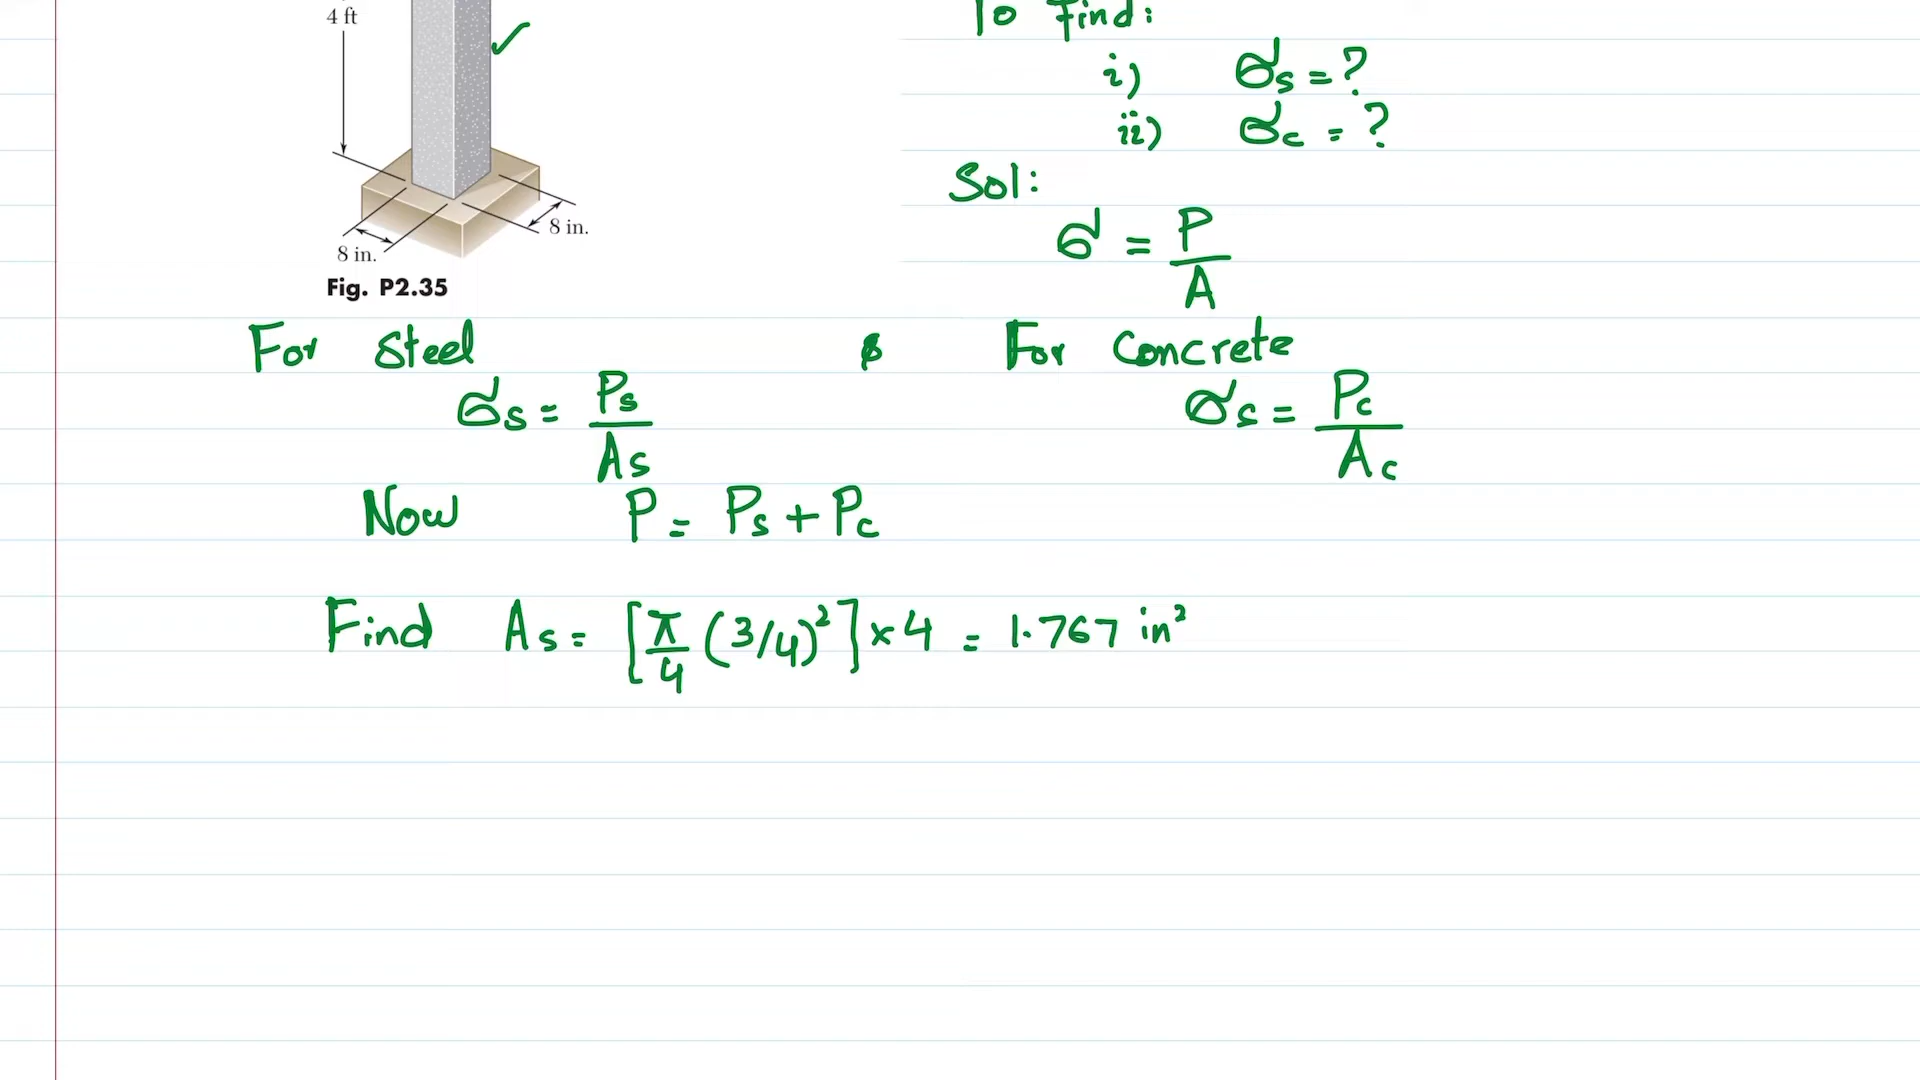 4 ft
8 in.
8 in.
Fig. P2.35
To find:
i) σs = ?
ii) σc = ?
Sol:
σ = P/A
For Steel & For Concrete
σs = Ps/As
σc = Pc/Ac
Now P = Ps + Pc
Find As = [π/4 (3/4)²] × 4 = 1.767 in²